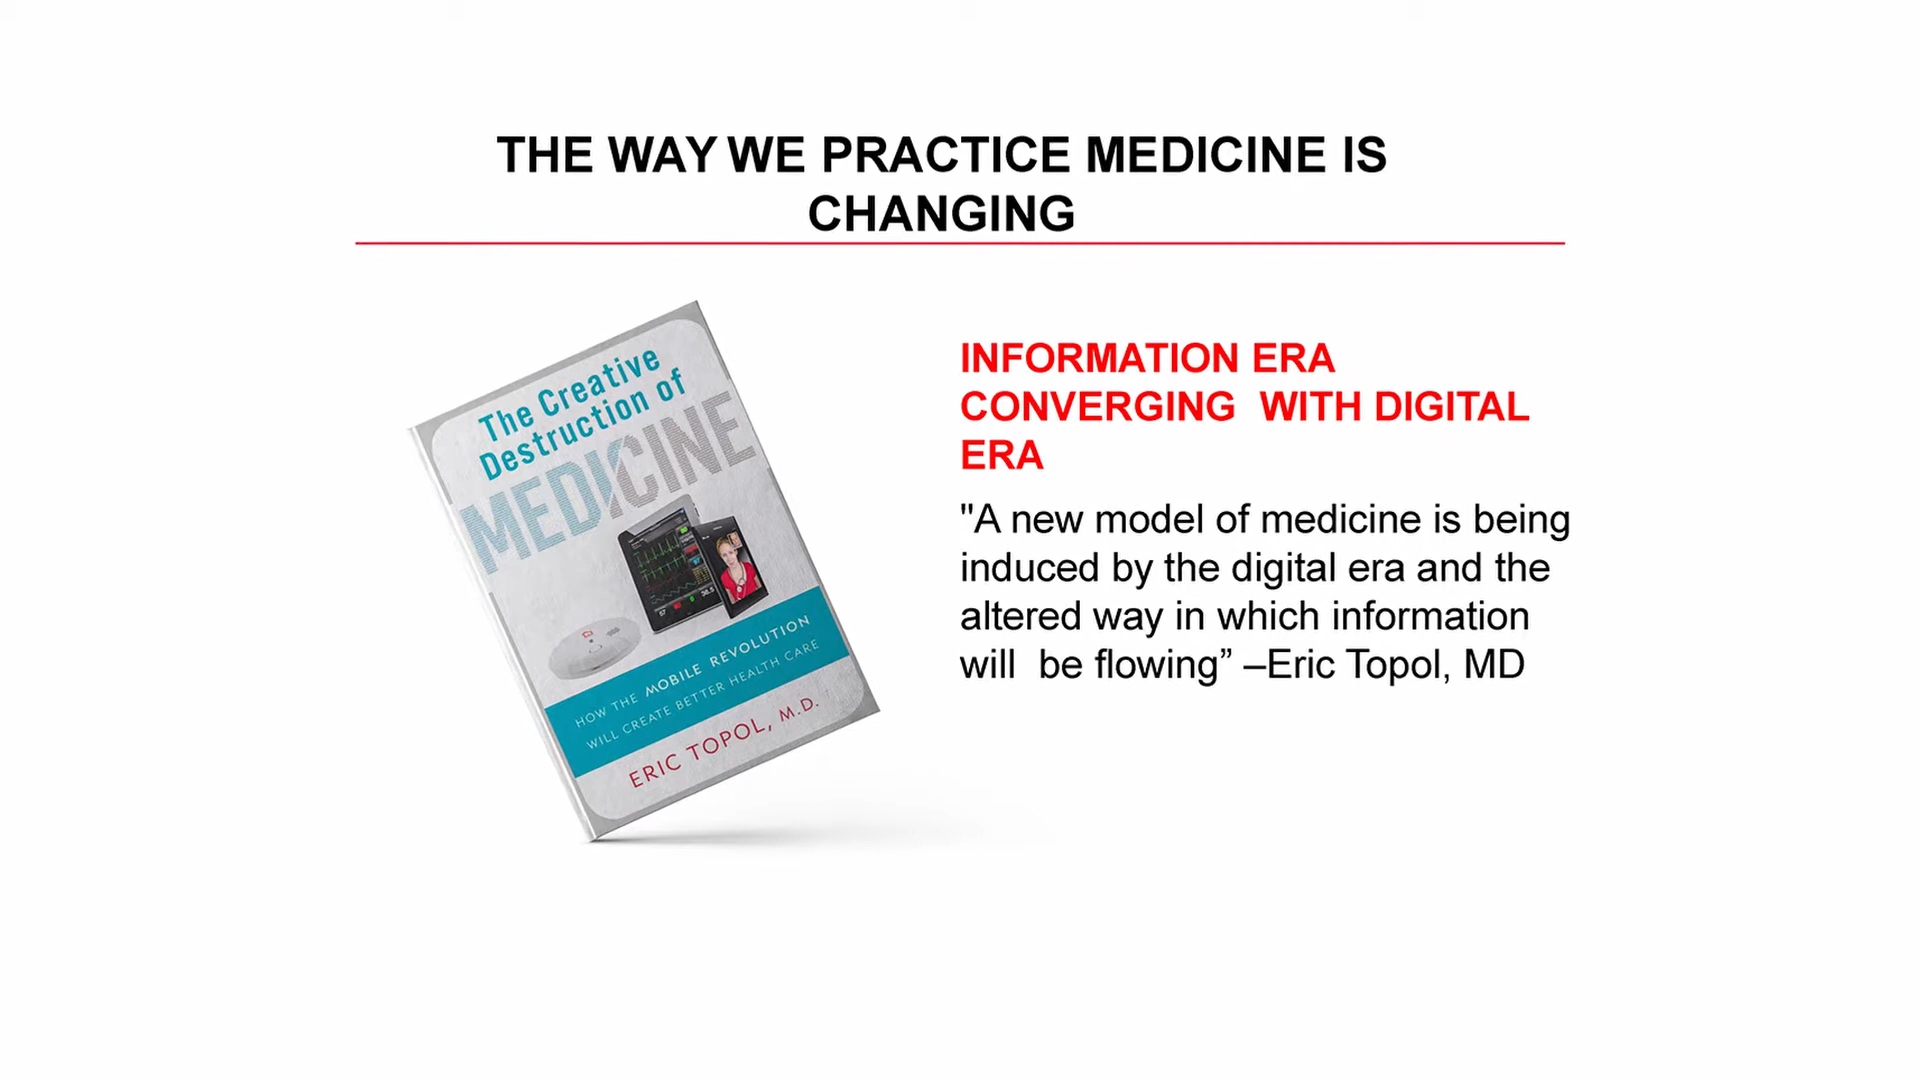 THE WAY WE PRACTICE MEDICINE IS
CHANGING
The Creative
Destruction of
MEDICINE
HOW THE MOBILE REVOLUTION
WILL CREATE BETTER HEALTH CARE
ERIC TOPOL, M.D.
INFORMATION ERA
CONVERGING  WITH DIGITAL
ERA
"A new model of medicine is being
induced by the digital era and the
altered way in which information
will  be flowing” –Eric Topol, MD